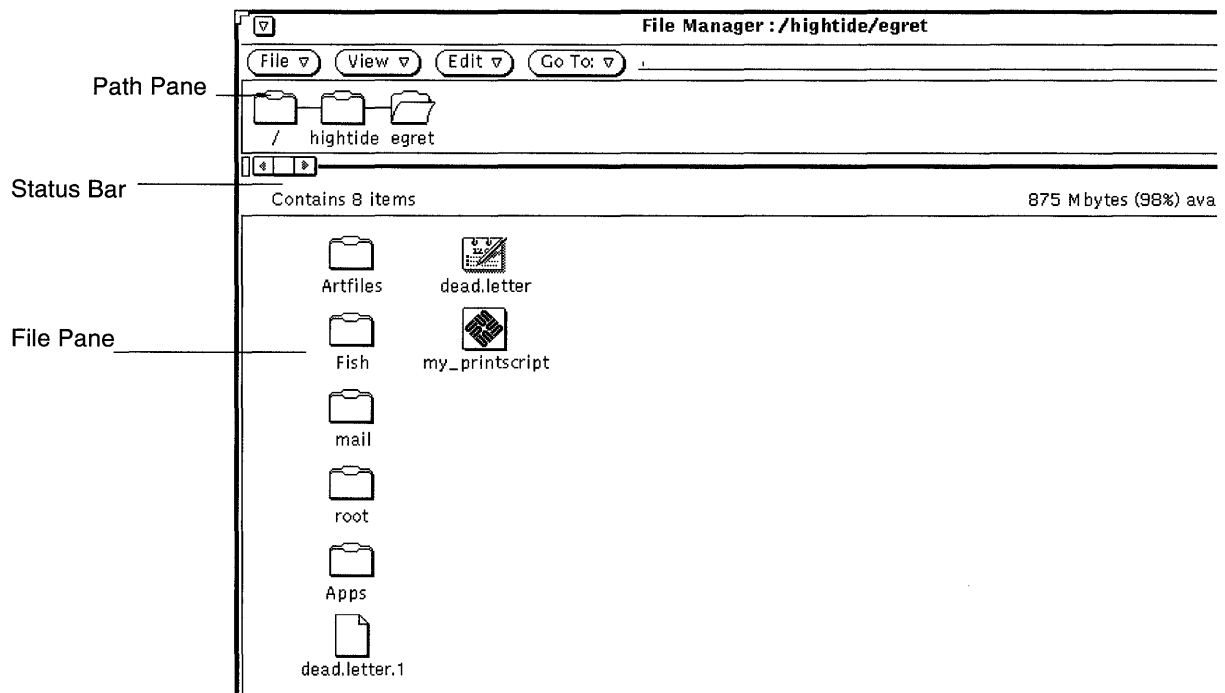 File Manager : /hightide/egret
File View Edit Go To:
Path Pane
/ hightide egret
Status Bar
Contains 8 items 875 Mbytes (98%) ava
Artfiles dead.letter
File Pane
Fish my_printscript
mail
root
Apps
dead.letter.1